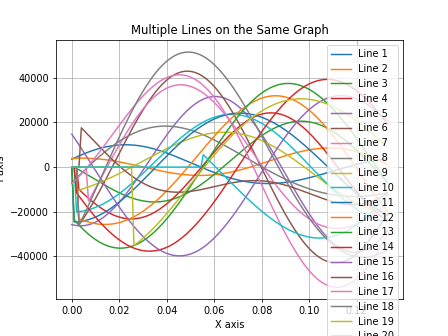 Multiple Lines on the Same Graph
40000
20000
0
−20000
−40000
0.00
0.02
0.04
0.06
0.08
0.10
X axis
Line 1
Line 2
Line 3
Line 4
Line 5
Line 6
Line 7
Line 8
Line 9
Line 10
Line 11
Line 12
Line 13
Line 14
Line 15
Line 16
Line 17
Line 18
Line 19
Line 20